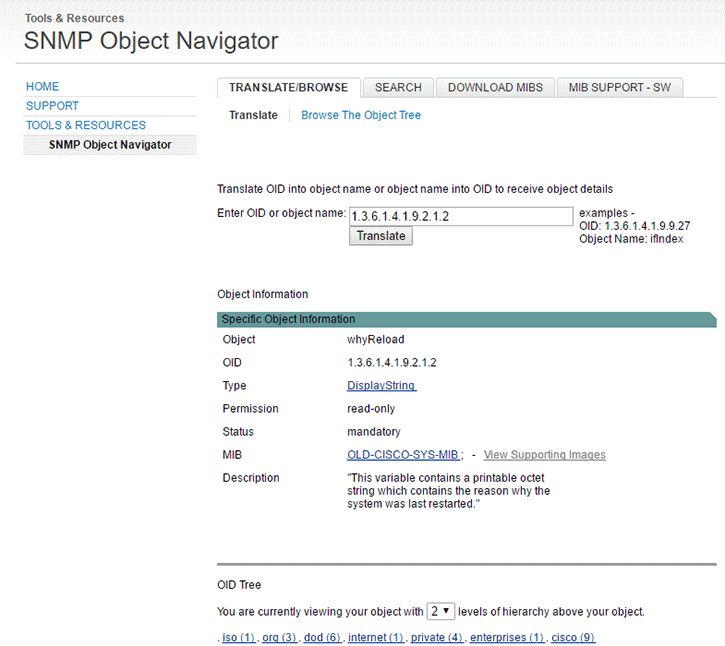 Tools & Resources
SNMP Object Navigator
HOME
SUPPORT
TOOLS & RESOURCES
SNMP Object Navigator
TRANSLATE/BROWSE SEARCH DOWNLOAD MIBS MIB SUPPORT - SW
Translate Browse The Object Tree
Translate OID into object name or object name into OID to receive object details
Enter OID or object name: 1.3.6.1.4.1.9.2.1.2 examples -
OID: 1.3.6.1.4.1.9.9.27
Translate Object Name: ifIndex
Object Information
Specific Object Information
Object whyReload
OID 1.3.6.1.4.1.9.2.1.2
Type DisplayString
Permission read-only
Status mandatory
MIB OLD-CISCO-SYS-MIB ; - View Supporting Images
Description "This variable contains a printable octet
string which contains the reason why the
system was last restarted."
OID Tree
You are currently viewing your object with 2 ▼ levels of hierarchy above your object.
. iso (1) . org (3) . dod (6) . internet (1) . private (4) . enterprises (1) . cisco (9)